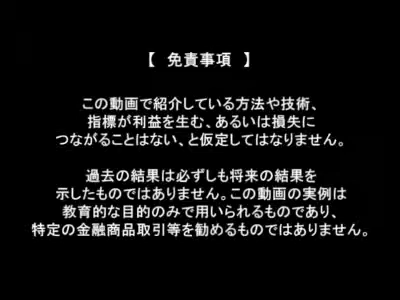 【 免責事項 】
この動画で紹介している方法や技術、
指標が利益を生む、あるいは損失に
つながることはない、と仮定してはなりません。
過去の結果は必ずしも将来の結果を
示したものではありません。この動画の実例は
教育的な目的のみで用いられるものであり、
特定の金融商品取引等を勧めるものではありません。